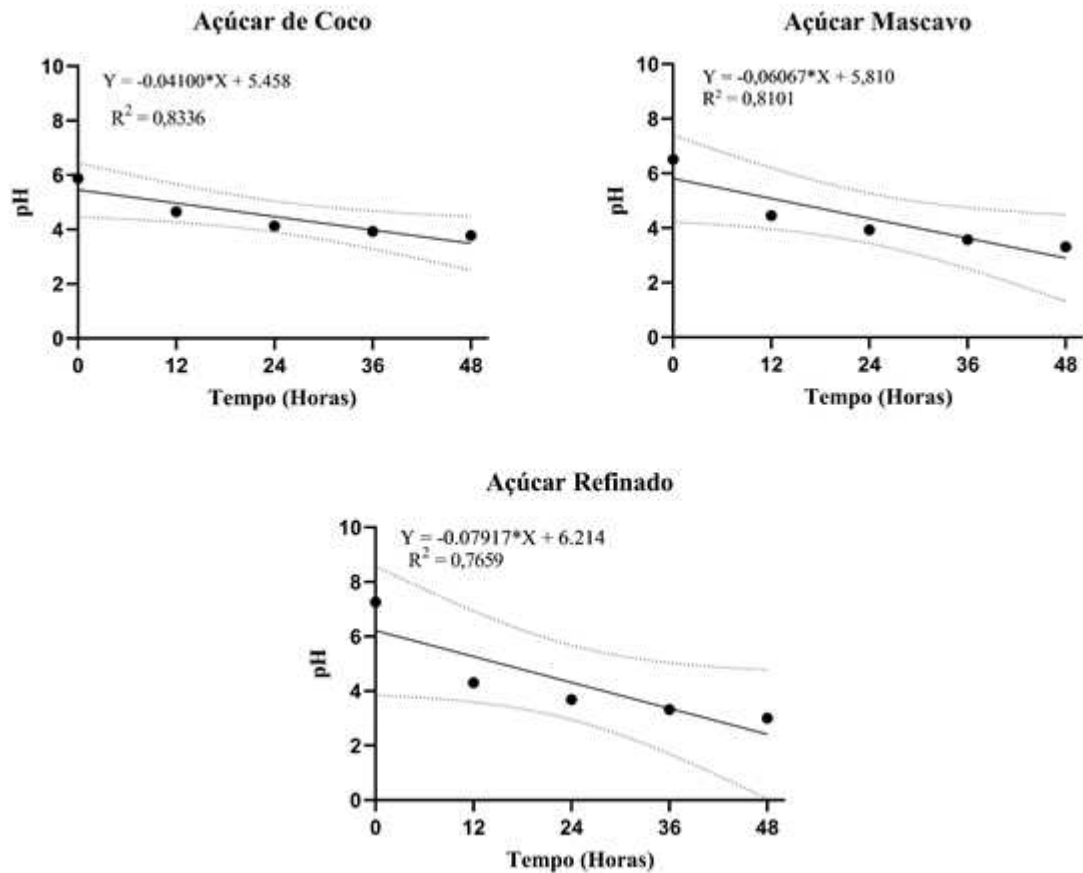 Açúcar de Coco
Y = -0.04100*X + 5.458
R² = 0,8336
10
8
6
4
2
0
pH
0 12 24 36 48
Tempo (Horas)
Açúcar Mascavo
Y = -0,06067*X + 5,810
R² = 0,8101
10
8
6
4
2
0
pH
0 12 24 36 48
Tempo (Horas)
Açúcar Refinado
Y = -0.07917*X + 6.214
R² = 0,7659
10
8
6
4
2
0
pH
0 12 24 36 48
Tempo (Horas)